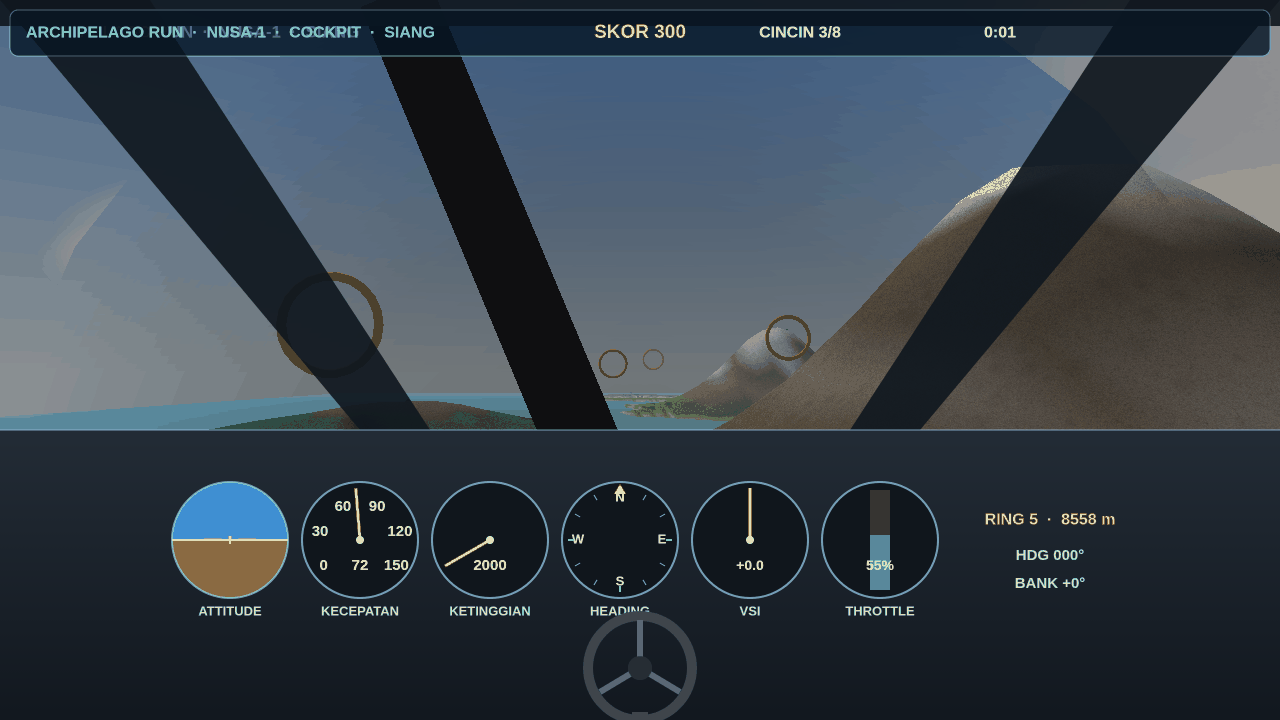 ARCHIPELAGO RUN · NUSA-1 · COCKPIT · SIANG
SKOR 300
CINCIN 3/8
0:01
60 90
30 120
0 72 150
2000
N
W E
S
+0.0
55%
RING 5 · 8558 m
HDG 000°
BANK +0°
ATTITUDE KECEPATAN KETINGGIAN HEADING VSI THROTTLE